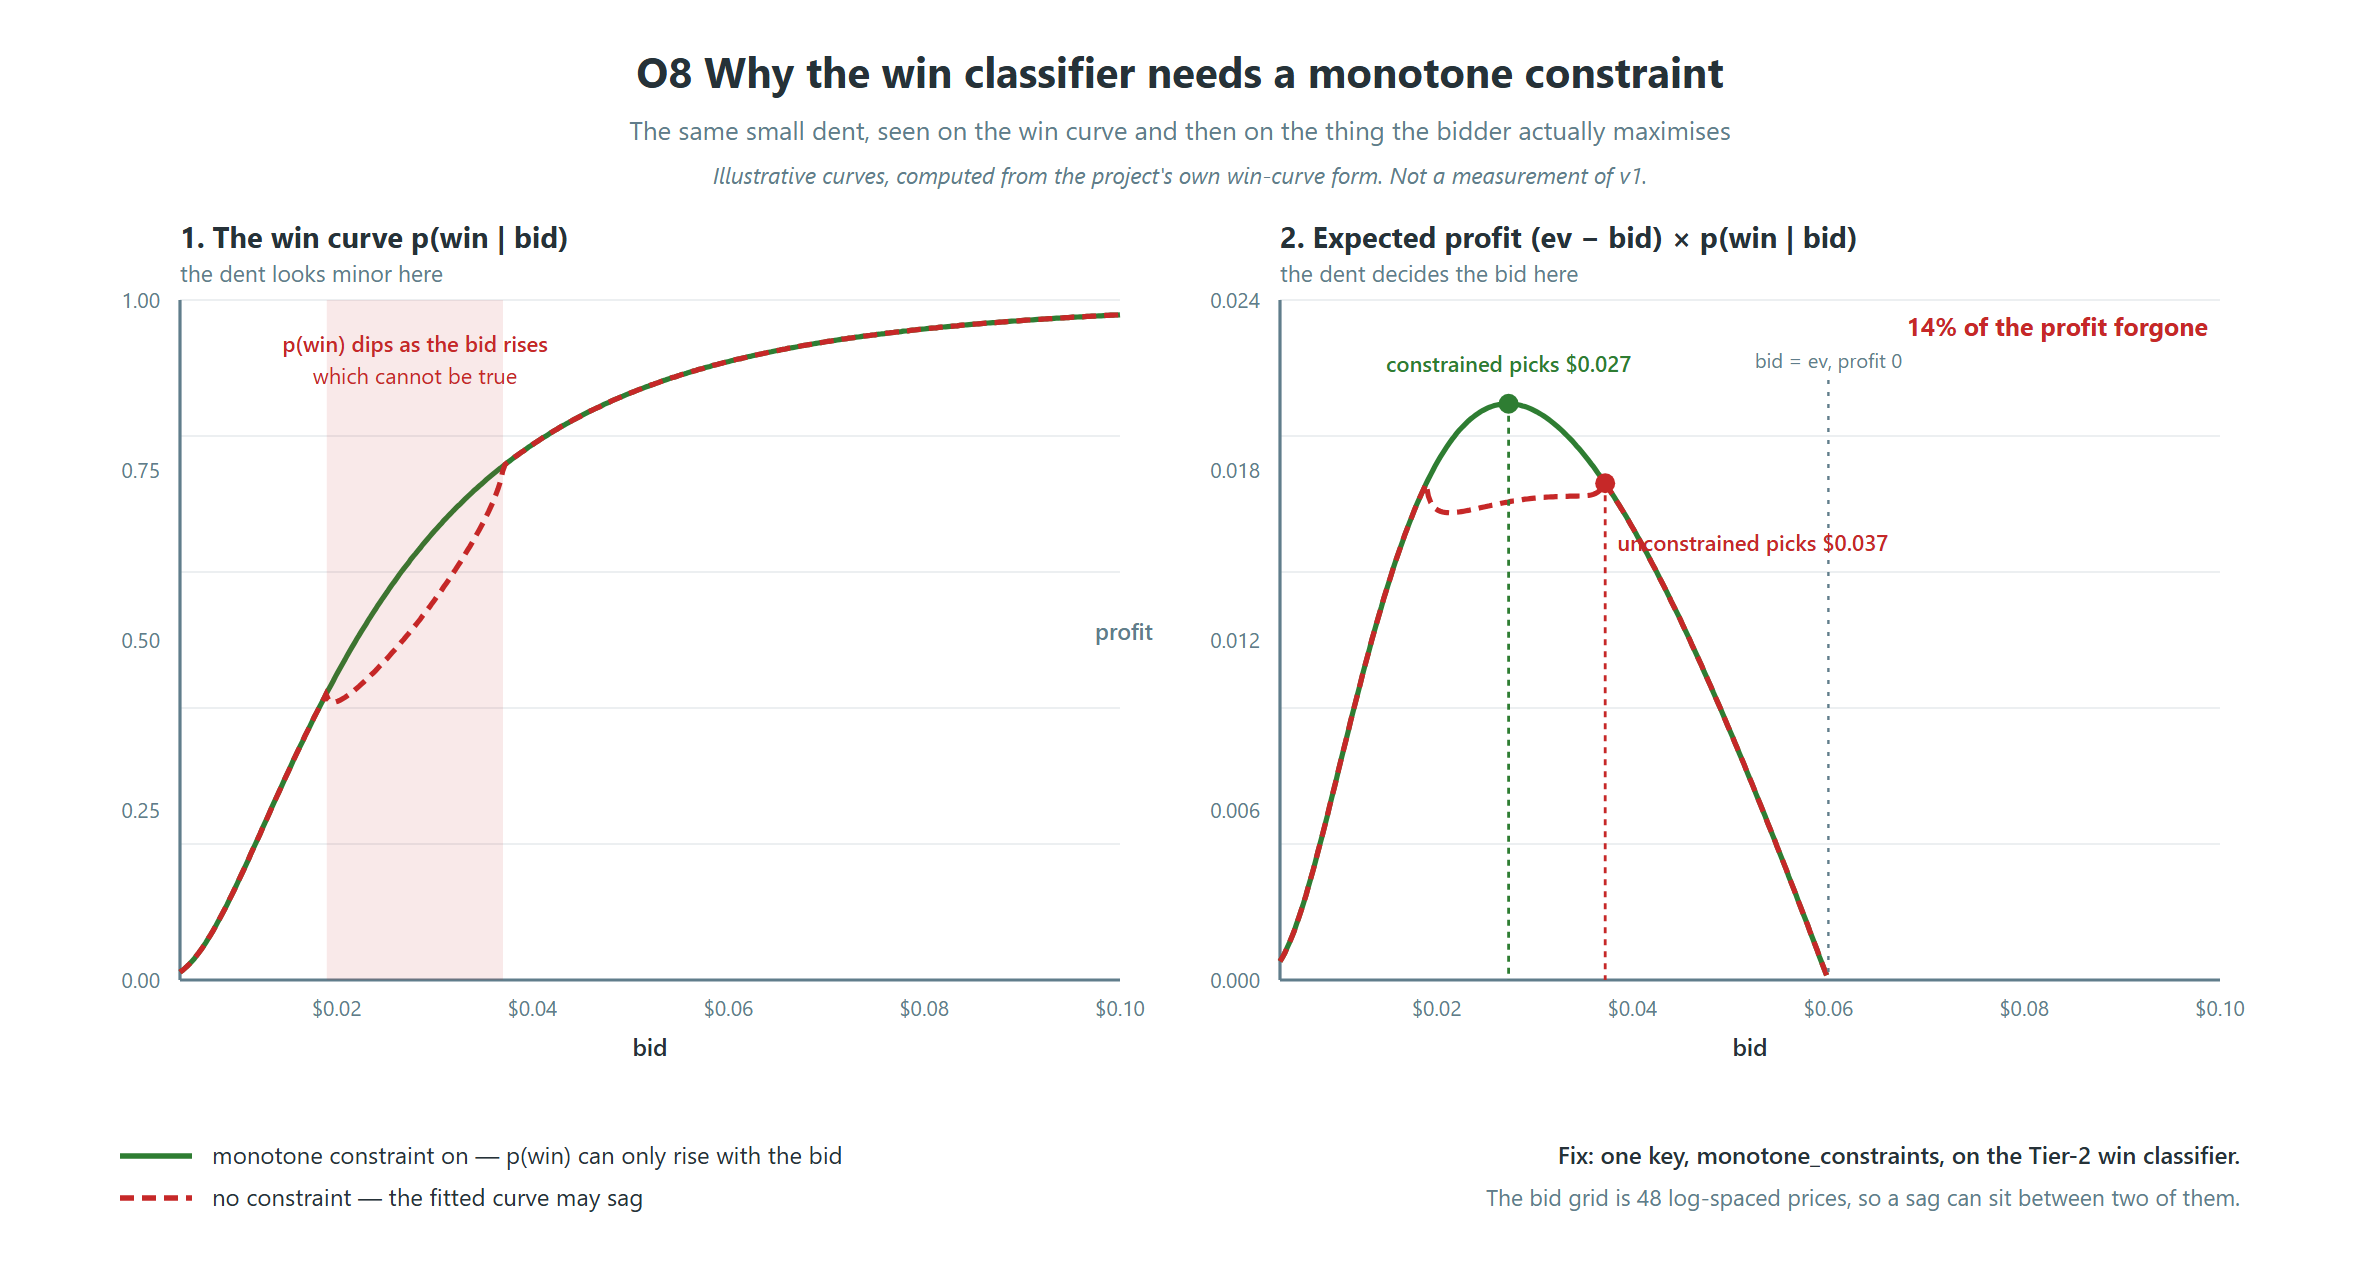 O8 Why the win classifier needs a monotone constraint
The same small dent, seen on the win curve and then on the thing the bidder actually maximises
Illustrative curves, computed from the project's own win-curve form. Not a measurement of v1.
1. The win curve p(win | bid)
the dent looks minor here
1.00
0.75
0.50
0.25
0.00
p(win) dips as the bid rises
which cannot be true
$0.02
$0.04
$0.06
$0.08
$0.10
bid
2. Expected profit (ev − bid) × p(win | bid)
the dent decides the bid here
profit
0.024
0.018
0.012
0.006
0.000
14% of the profit forgone
constrained picks $0.027
bid = ev, profit 0
unconstrained picks $0.037
$0.02
$0.04
$0.06
$0.08
$0.10
bid
monotone constraint on — p(win) can only rise with the bid
no constraint — the fitted curve may sag
Fix: one key, monotone_constraints, on the Tier-2 win classifier.
The bid grid is 48 log-spaced prices, so a sag can sit between two of them.